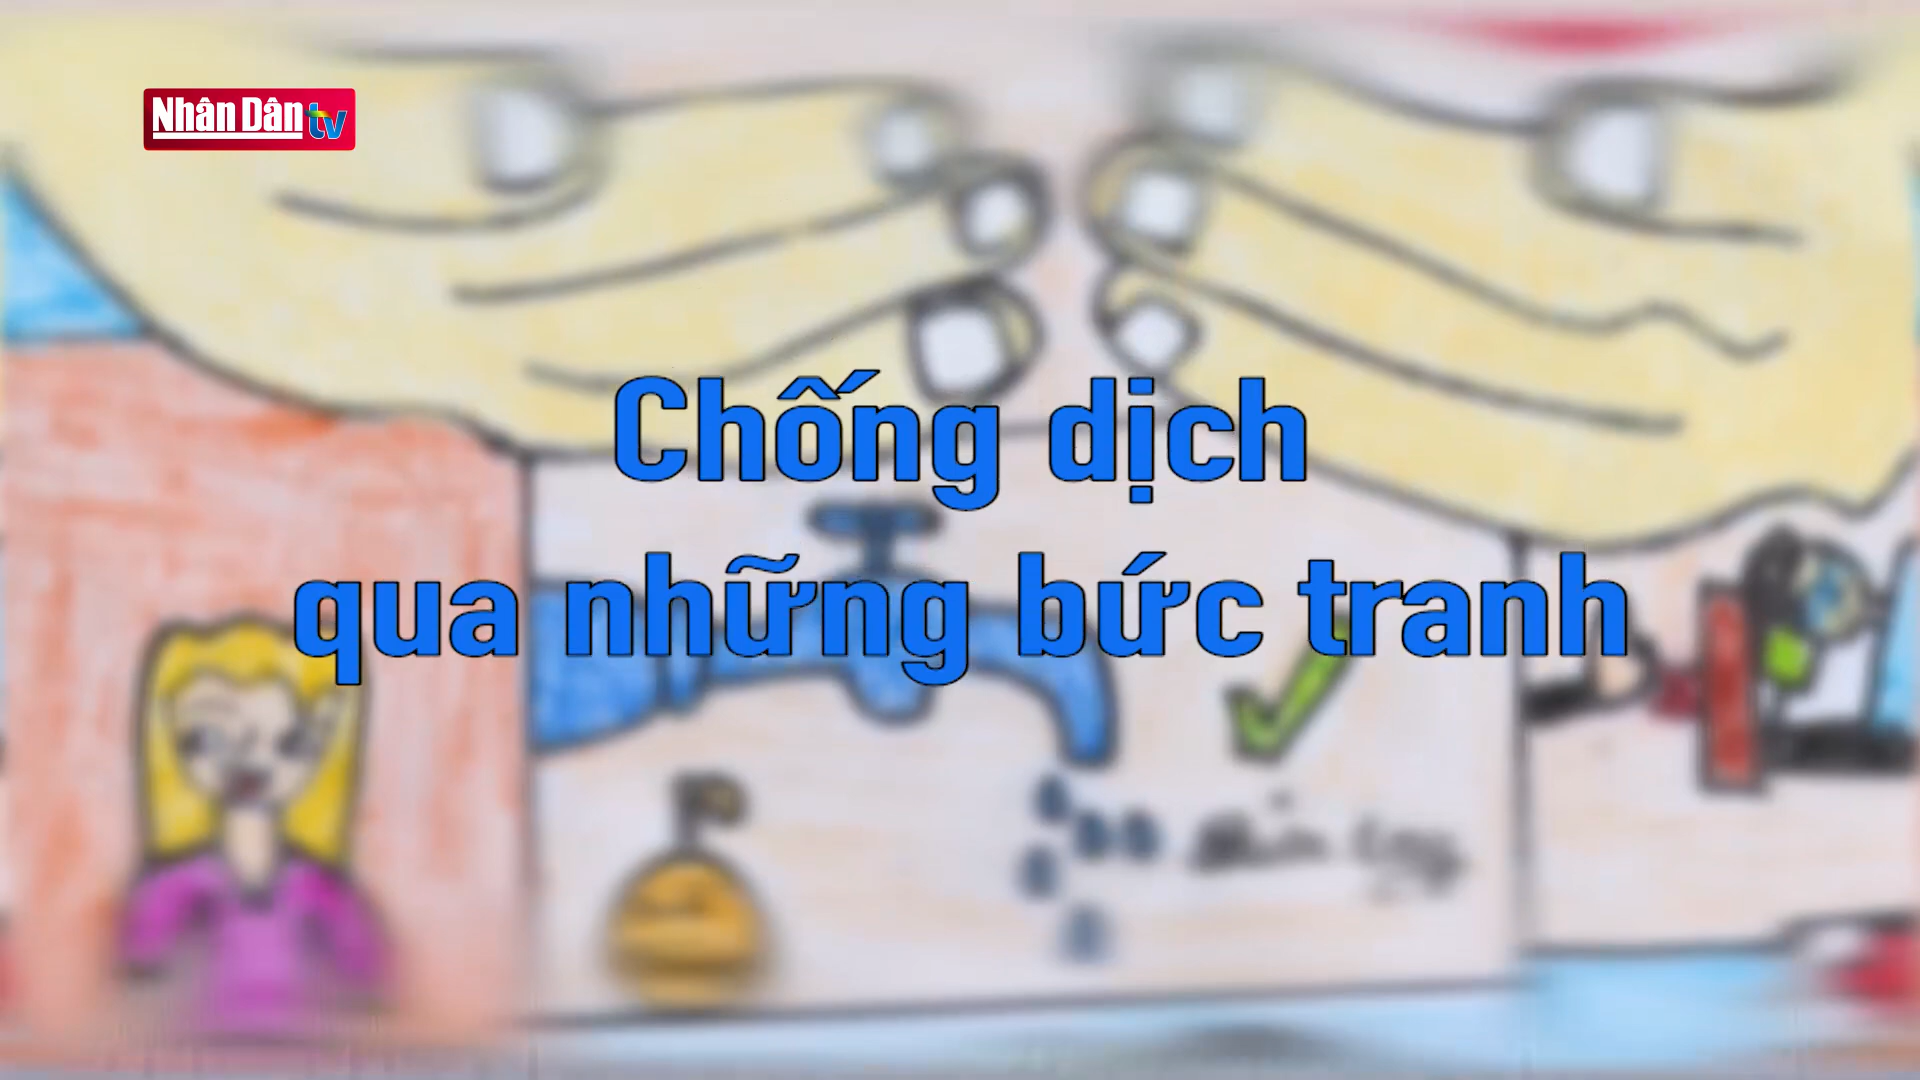 Nhân Dân tv
Chống dịch
qua những bức tranh